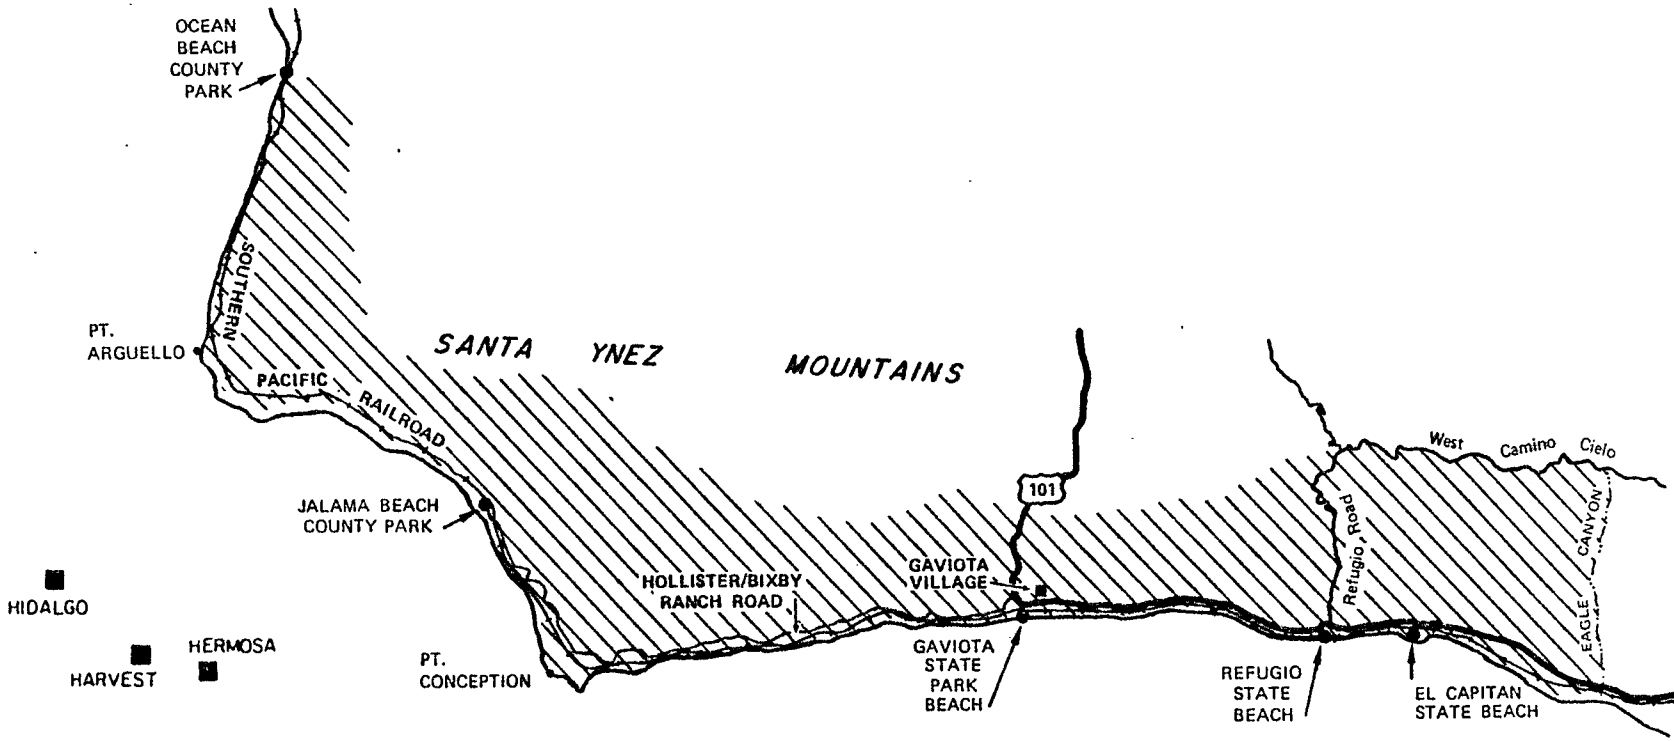 OCEAN
BEACH
COUNTY
PARK
SOUTHERN
PT.
ARGUELLO
PACIFIC
RAILROAD
SANTA YNEZ MOUNTAINS
West Camino Cielo
101
JALAMA BEACH
COUNTY PARK
Refugio Road
EAGLE CANYON
GAVIOTA
VILLAGE
HOLLISTER/BIXBY
RANCH ROAD
HIDALGO
HARVEST
HERMOSA
PT.
CONCEPTION
GAVIOTA
STATE
PARK
BEACH
REFUGIO
STATE
BEACH
EL CAPITAN
STATE BEACH